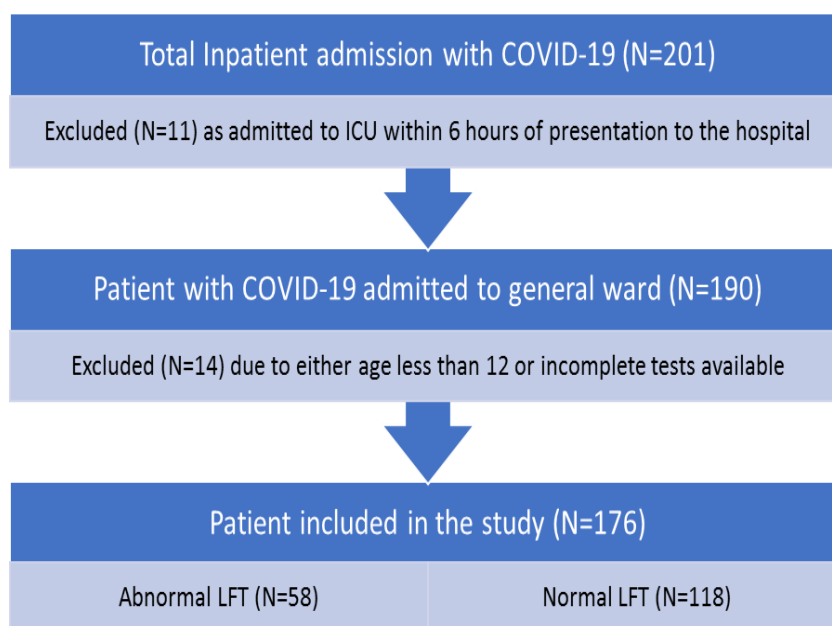 Total Inpatient admission with COVID-19 (N=201)
Excluded (N=11) as admitted to ICU within 6 hours of presentation to the hospital
Patient with COVID-19 admitted to general ward (N=190)
Excluded (N=14) due to either age less than 12 or incomplete tests available
Patient included in the study (N=176)
Abnormal LFT (N=58)
Normal LFT (N=118)